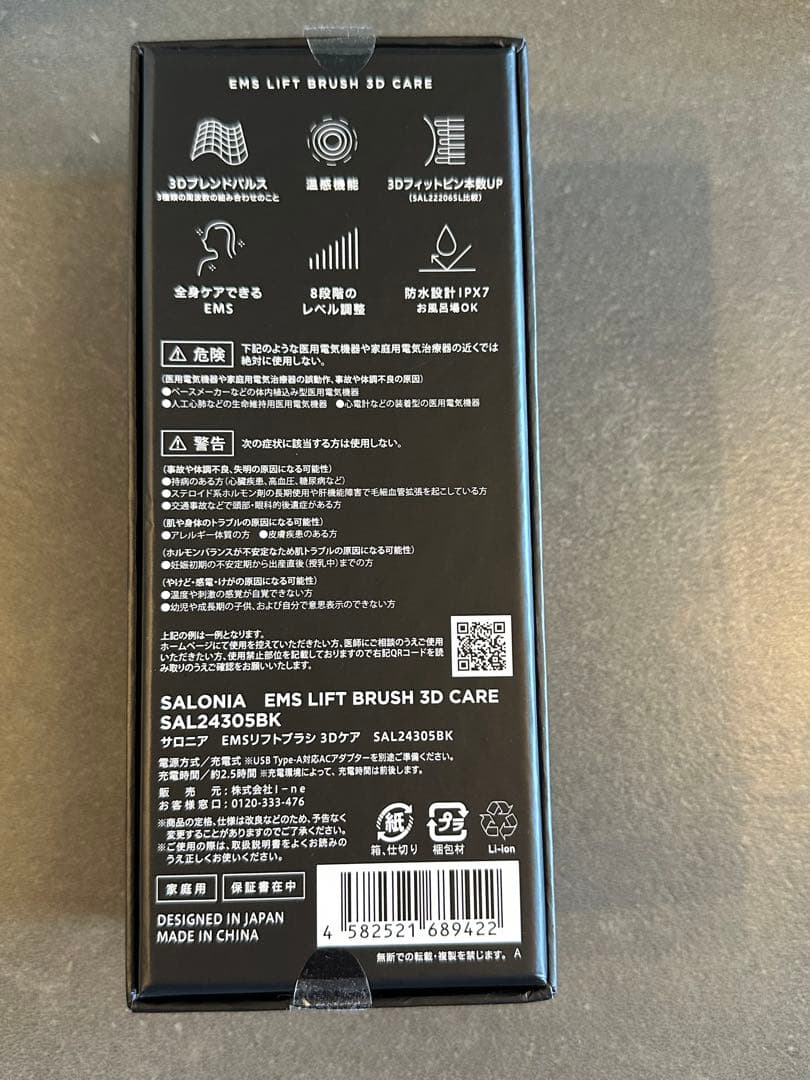 EMS LIFT BRUSH 3D CARE
3Dブレンドパルス
3種類の周波数の組み合わせのこと
温感機能
3Dフィットピン本数UP
(SAL22206SL比較)
全身ケアできる
EMS
8段階の
レベル調整
防水設計IPX7
お風呂場OK
危険 下記のような医用電気機器や家庭用電気治療器の近くでは
絶対に使用しない。
(医用電気機器や家庭用電気治療器の誤動作、事故や体調不良の原因)
●ペースメーカーなどの体内植込み型医用電気機器
●人工心肺などの生命維持用医用電気機器 ●心電計などの装着型の医用電気機器
警告 次の症状に該当する方は使用しない。
(事故や体調不良、失明の原因になる可能性)
●持病のある方(心臓疾患、高血圧、糖尿病など)
●ステロイド系ホルモン剤の長期使用や肝機能障害で毛細血管拡張を起こしている方
●交通事故などで頭部・眼科的後遺症がある方
(肌や身体のトラブルの原因になる可能性)
●アレルギー体質の方 ●皮膚疾患のある方
(ホルモンバランスが不安定なため肌トラブルの原因になる可能性)
●妊娠初期の不安定期から出産直後(授乳中)までの方
(やけど・感電・けがの原因になる可能性)
●温度や刺激の感覚が自覚できない方
●幼児や成長期の子供、および自分で意思表示のできない方
上記の例は一例となります。
ホームページにて使用を控えていただきたい方、医師にご相談のうえご使用
いただきたい方、使用禁止部位を記載しておりますので右記QRコードを読
み取りのうえご確認をお願いいたします。
SALONIA EMS LIFT BRUSH 3D CARE
SAL24305BK
サロニア EMSリフトブラシ 3Dケア SAL24305BK
電源方式/充電式 ※USB Type-A対応ACアダプターを別途ご準備ください。
充電時間/約2.5時間 ※充電環境によって、充電時間は前後します。
販売元:株式会社I-ne
お客様窓口:0120-333-476
※商品の定格、仕様は改良などのため、予告なく
変更することがありますのでご了承ください。
※ご使用の際は、取扱説明書をよくお読みの
うえ正しくお使いください。
紙
箱、仕切り
プラ
梱包材
Li-ion
家庭用
保証書在中
DESIGNED IN JAPAN
MADE IN CHINA
4 582521 689422
無断での転載・複製を禁じます。 A